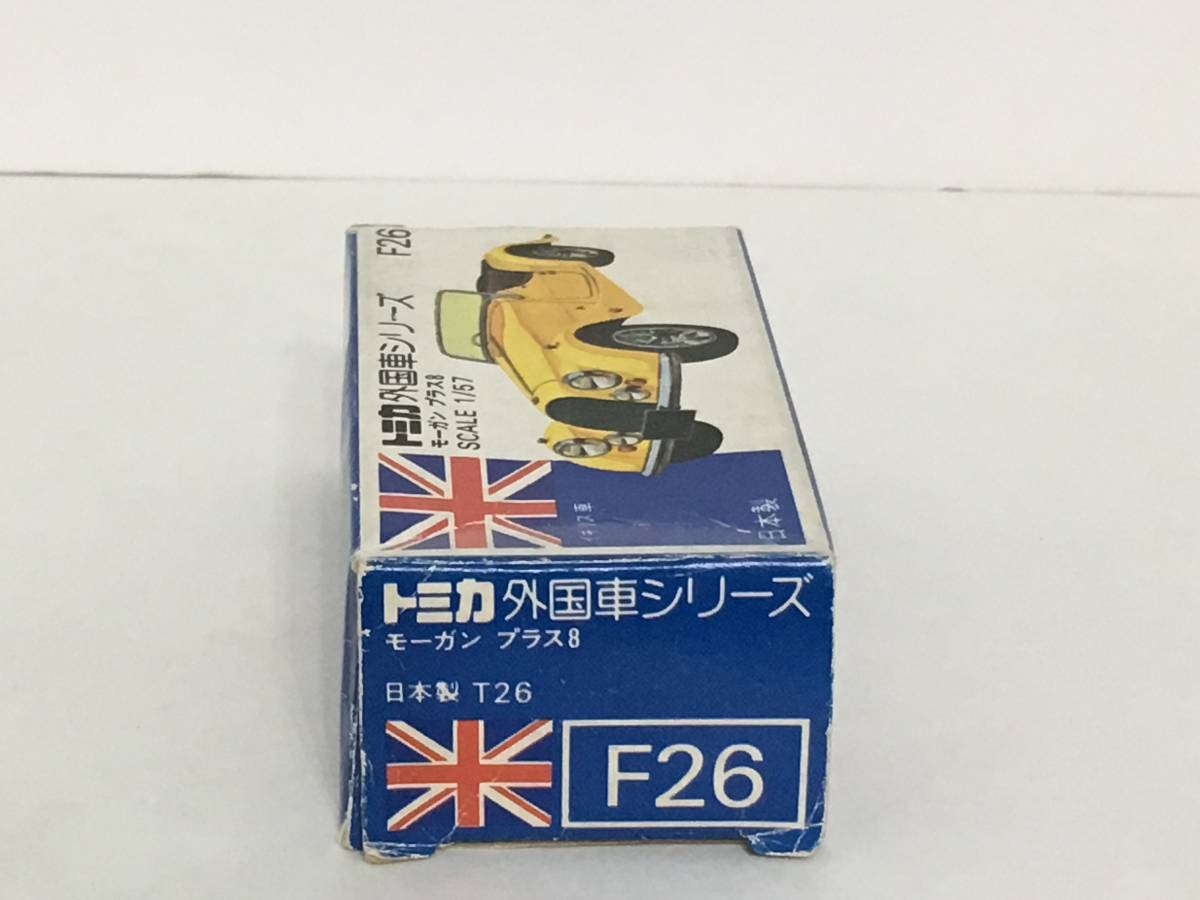 F26
トミカ 外国車シリーズ
モーガン プラス8
SCALE 1/57
イギリス車
日本製
トミカ 外国車シリーズ
モーガン プラス8
日本製 T26
F26